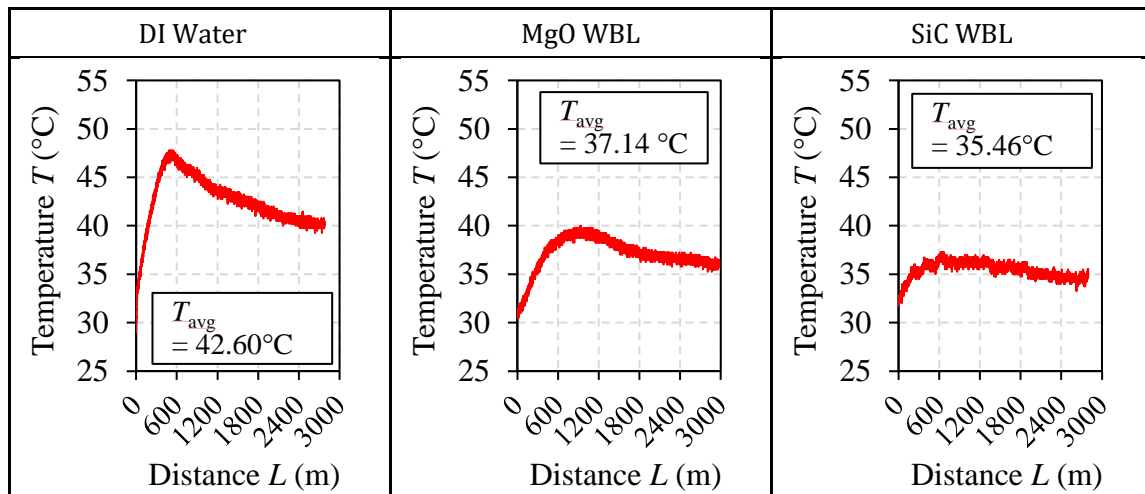 DI Water
MgO WBL
SiC WBL
Temperature T (°C)
55
50
45
40
35
30
25
T_avg
= 42.60°C
0
600
1200
1800
2400
3000
Distance L (m)
Temperature T (°C)
55
50
45
40
35
30
25
T_avg
= 37.14 °C
0
600
1200
1800
2400
3000
Distance L (m)
Temperature T (°C)
55
50
45
40
35
30
25
T_avg
= 35.46°C
0
600
1200
1800
2400
3000
Distance L (m)